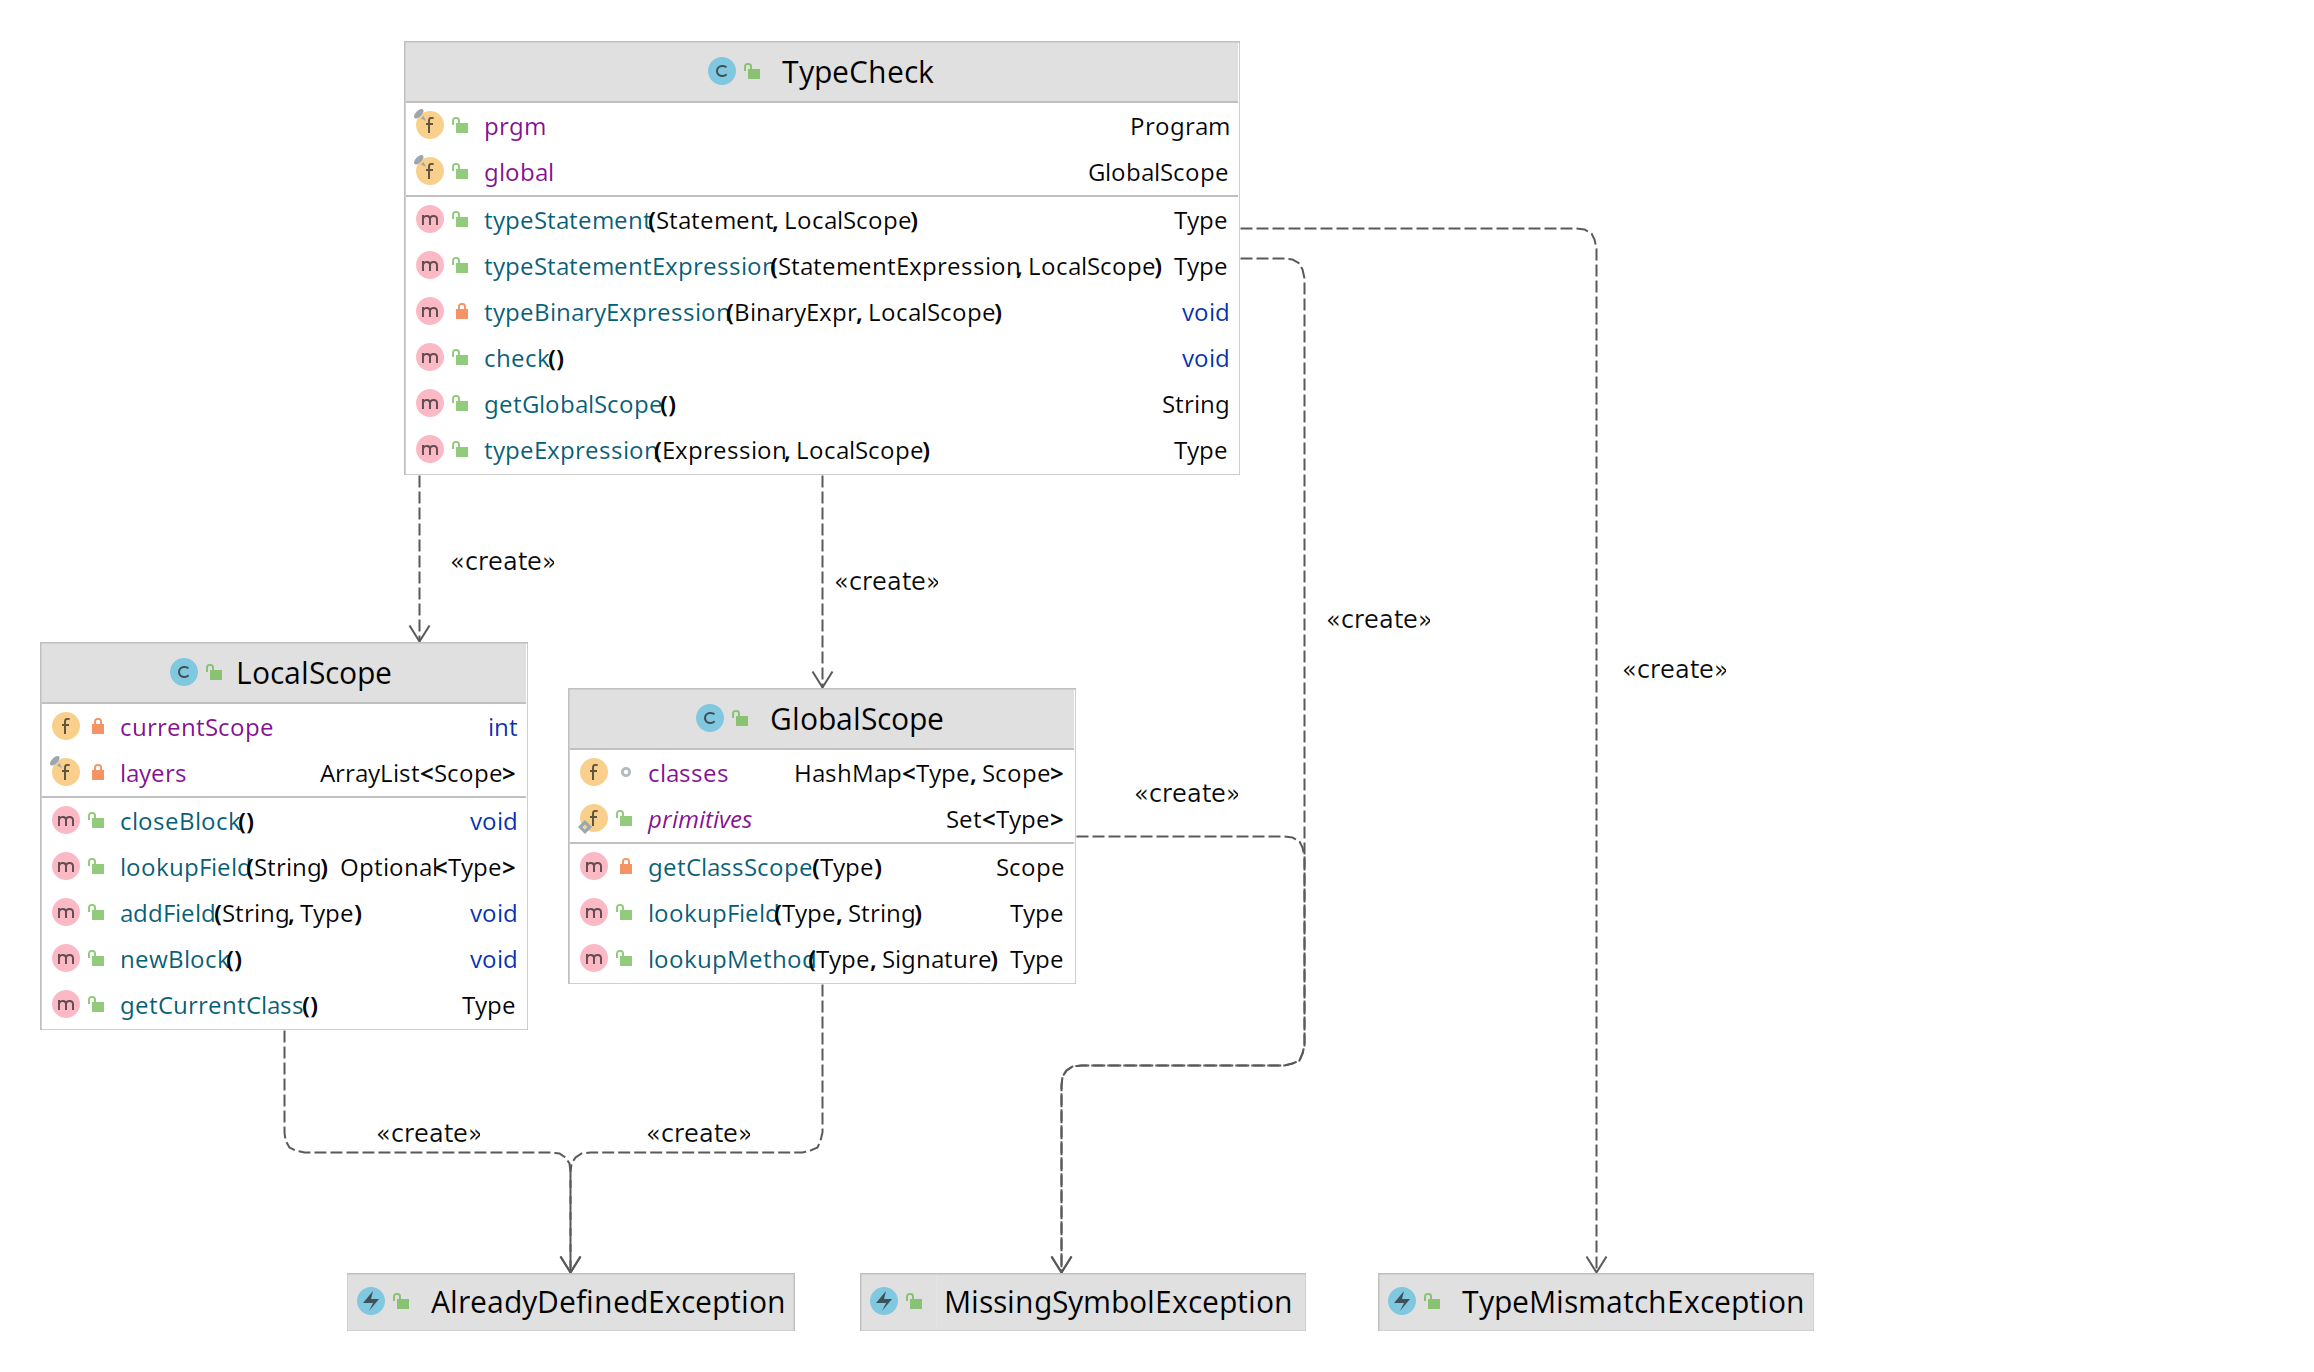 TypeCheck
prgm Program
global GlobalScope
typeStatement(Statement, LocalScope) Type
typeStatementExpression(StatementExpression, LocalScope) Type
typeBinaryExpression(BinaryExpr, LocalScope) void
check() void
getGlobalScope() String
typeExpression(Expression, LocalScope) Type
«create»
«create»
«create»
«create»
LocalScope
currentScope int
layers ArrayList<Scope>
closeBlock() void
lookupField(String) Optional<Type>
addField(String, Type) void
newBlock() void
getCurrentClass() Type
GlobalScope
classes HashMap<Type, Scope>
primitives Set<Type>
getClassScope(Type) Scope
lookupField(Type, String) Type
lookupMethod(Type, Signature) Type
«create»
«create»
«create»
AlreadyDefinedException
MissingSymbolException
TypeMismatchException